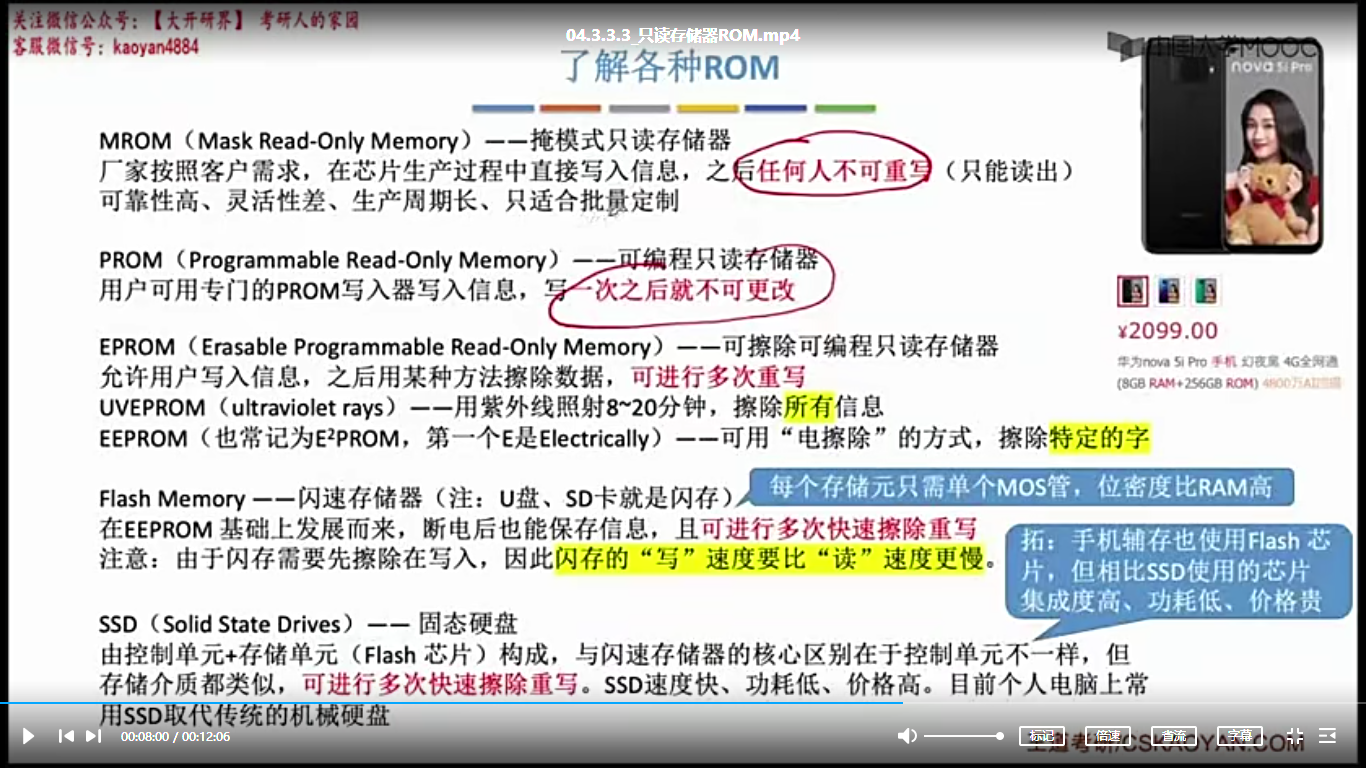 关注微信公众号：【大开研界】 考研人的家园
客服微信号：kaoyan4884
04.3.3.3_只读存储器ROM.mp4
中国大学MOOC
了解各种ROM
nova 5i Pro
MROM（Mask Read-Only Memory）——掩模式只读存储器
厂家按照客户需求，在芯片生产过程中直接写入信息，之后任何人不可重写（只能读出）
可靠性高、灵活性差、生产周期长、只适合批量定制
PROM（Programmable Read-Only Memory）——可编程只读存储器
用户可用专门的PROM写入器写入信息，写一次之后就不可更改
¥2099.00
华为nova 5i Pro 手机 幻夜黑 4G全网通
(8GB RAM+256GB ROM) 4800万AI四摄
EPROM（Erasable Programmable Read-Only Memory）——可擦除可编程只读存储器
允许用户写入信息，之后用某种方法擦除数据，可进行多次重写
UVEPROM（ultraviolet rays）——用紫外线照射8~20分钟，擦除所有信息
EEPROM（也常记为E²PROM，第一个E是Electrically）——可用“电擦除”的方式，擦除特定的字
每个存储元只需单个MOS管，位密度比RAM高
Flash Memory ——闪速存储器（注：U盘、SD卡就是闪存）
在EEPROM 基础上发展而来，断电后也能保存信息，且可进行多次快速擦除重写
注意：由于闪存需要先擦除在写入，因此闪存的“写”速度要比“读”速度更慢。
拓：手机辅存也使用Flash 芯
片，但相比SSD使用的芯片
集成度高、功耗低、价格贵
SSD（Solid State Drives）—— 固态硬盘
由控制单元+存储单元（Flash 芯片）构成，与闪速存储器的核心区别在于控制单元不一样，但
存储介质都类似，可进行多次快速擦除重写。SSD速度快、功耗低、价格高。目前个人电脑上常
用SSD取代传统的机械硬盘
00:08:00 / 00:12:06
标记
倍速
查流
字幕
王道考研/CSKAOYAN.COM